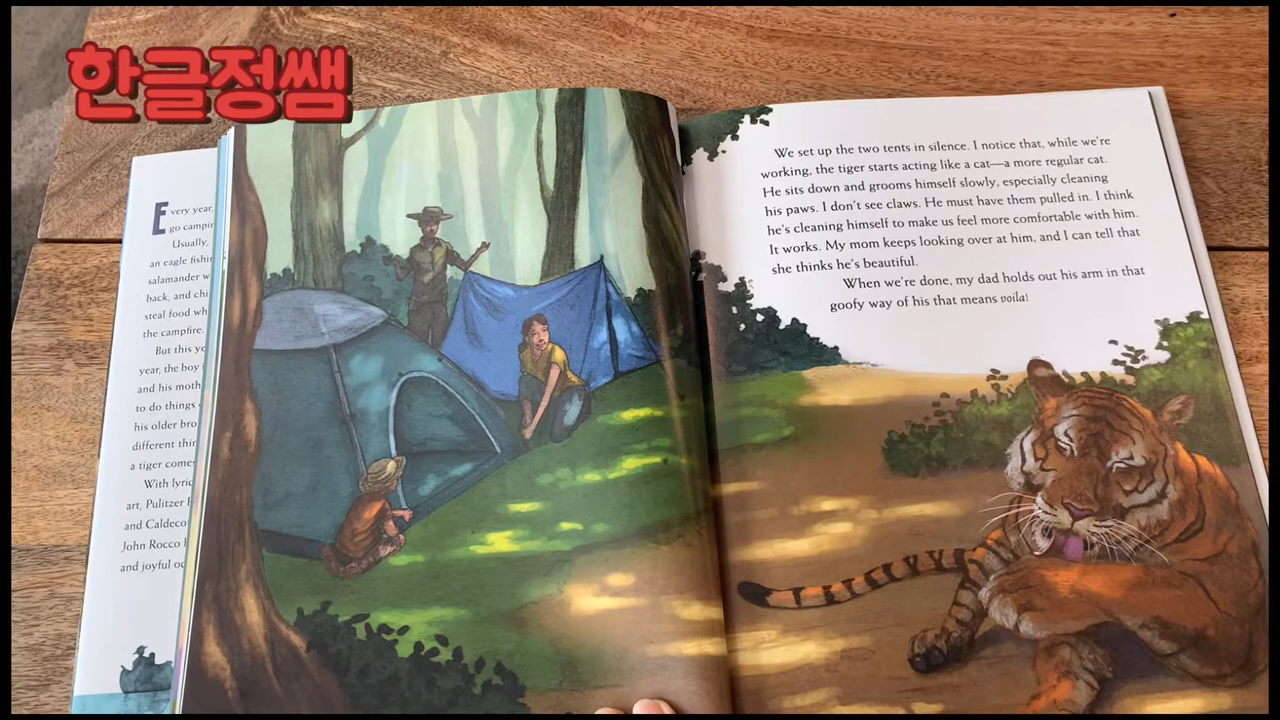 한글정쌤
Every year,
go campin
Usually,
an eagle fishin
salamander w
back, and chi
steal food wh
the campfire.
But this ye
year, the boy
and his moth
to do things
his older bro
different thin
a tiger comes
With lyric
art, Pulitzer
and Caldeco
John Rocco
and joyful od
We set up the two tents in silence. I notice that, while we're
working, the tiger starts acting like a cat—a more regular cat.
He sits down and grooms himself slowly, especially cleaning
his paws. I don't see claws. He must have them pulled in. I think
he's cleaning himself to make us feel more comfortable with him.
It works. My mom keeps looking over at him, and I can tell that
she thinks he's beautiful.
When we're done, my dad holds out his arm in that
goofy way of his that means voila!